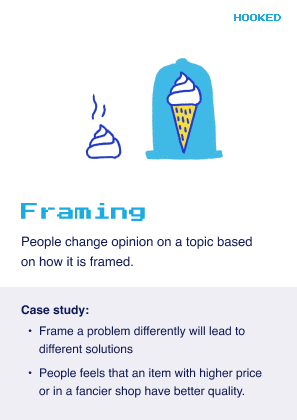 HOOKED
Framing
People change opinion on a topic based
on how it is framed.
Case study:
• Frame a problem differently will lead to
different solutions
• People feels that an item with higher price
or in a fancier shop have better quality.